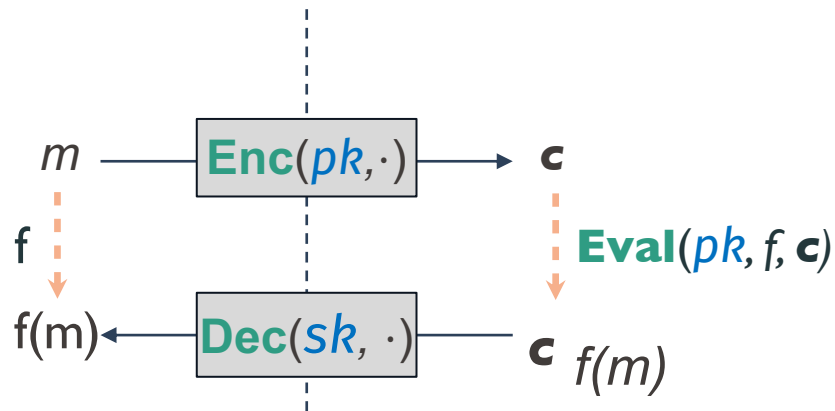 m Enc(pk,·) c
f Eval(pk, f, c)
f(m) Dec(sk, ·) c f(m)